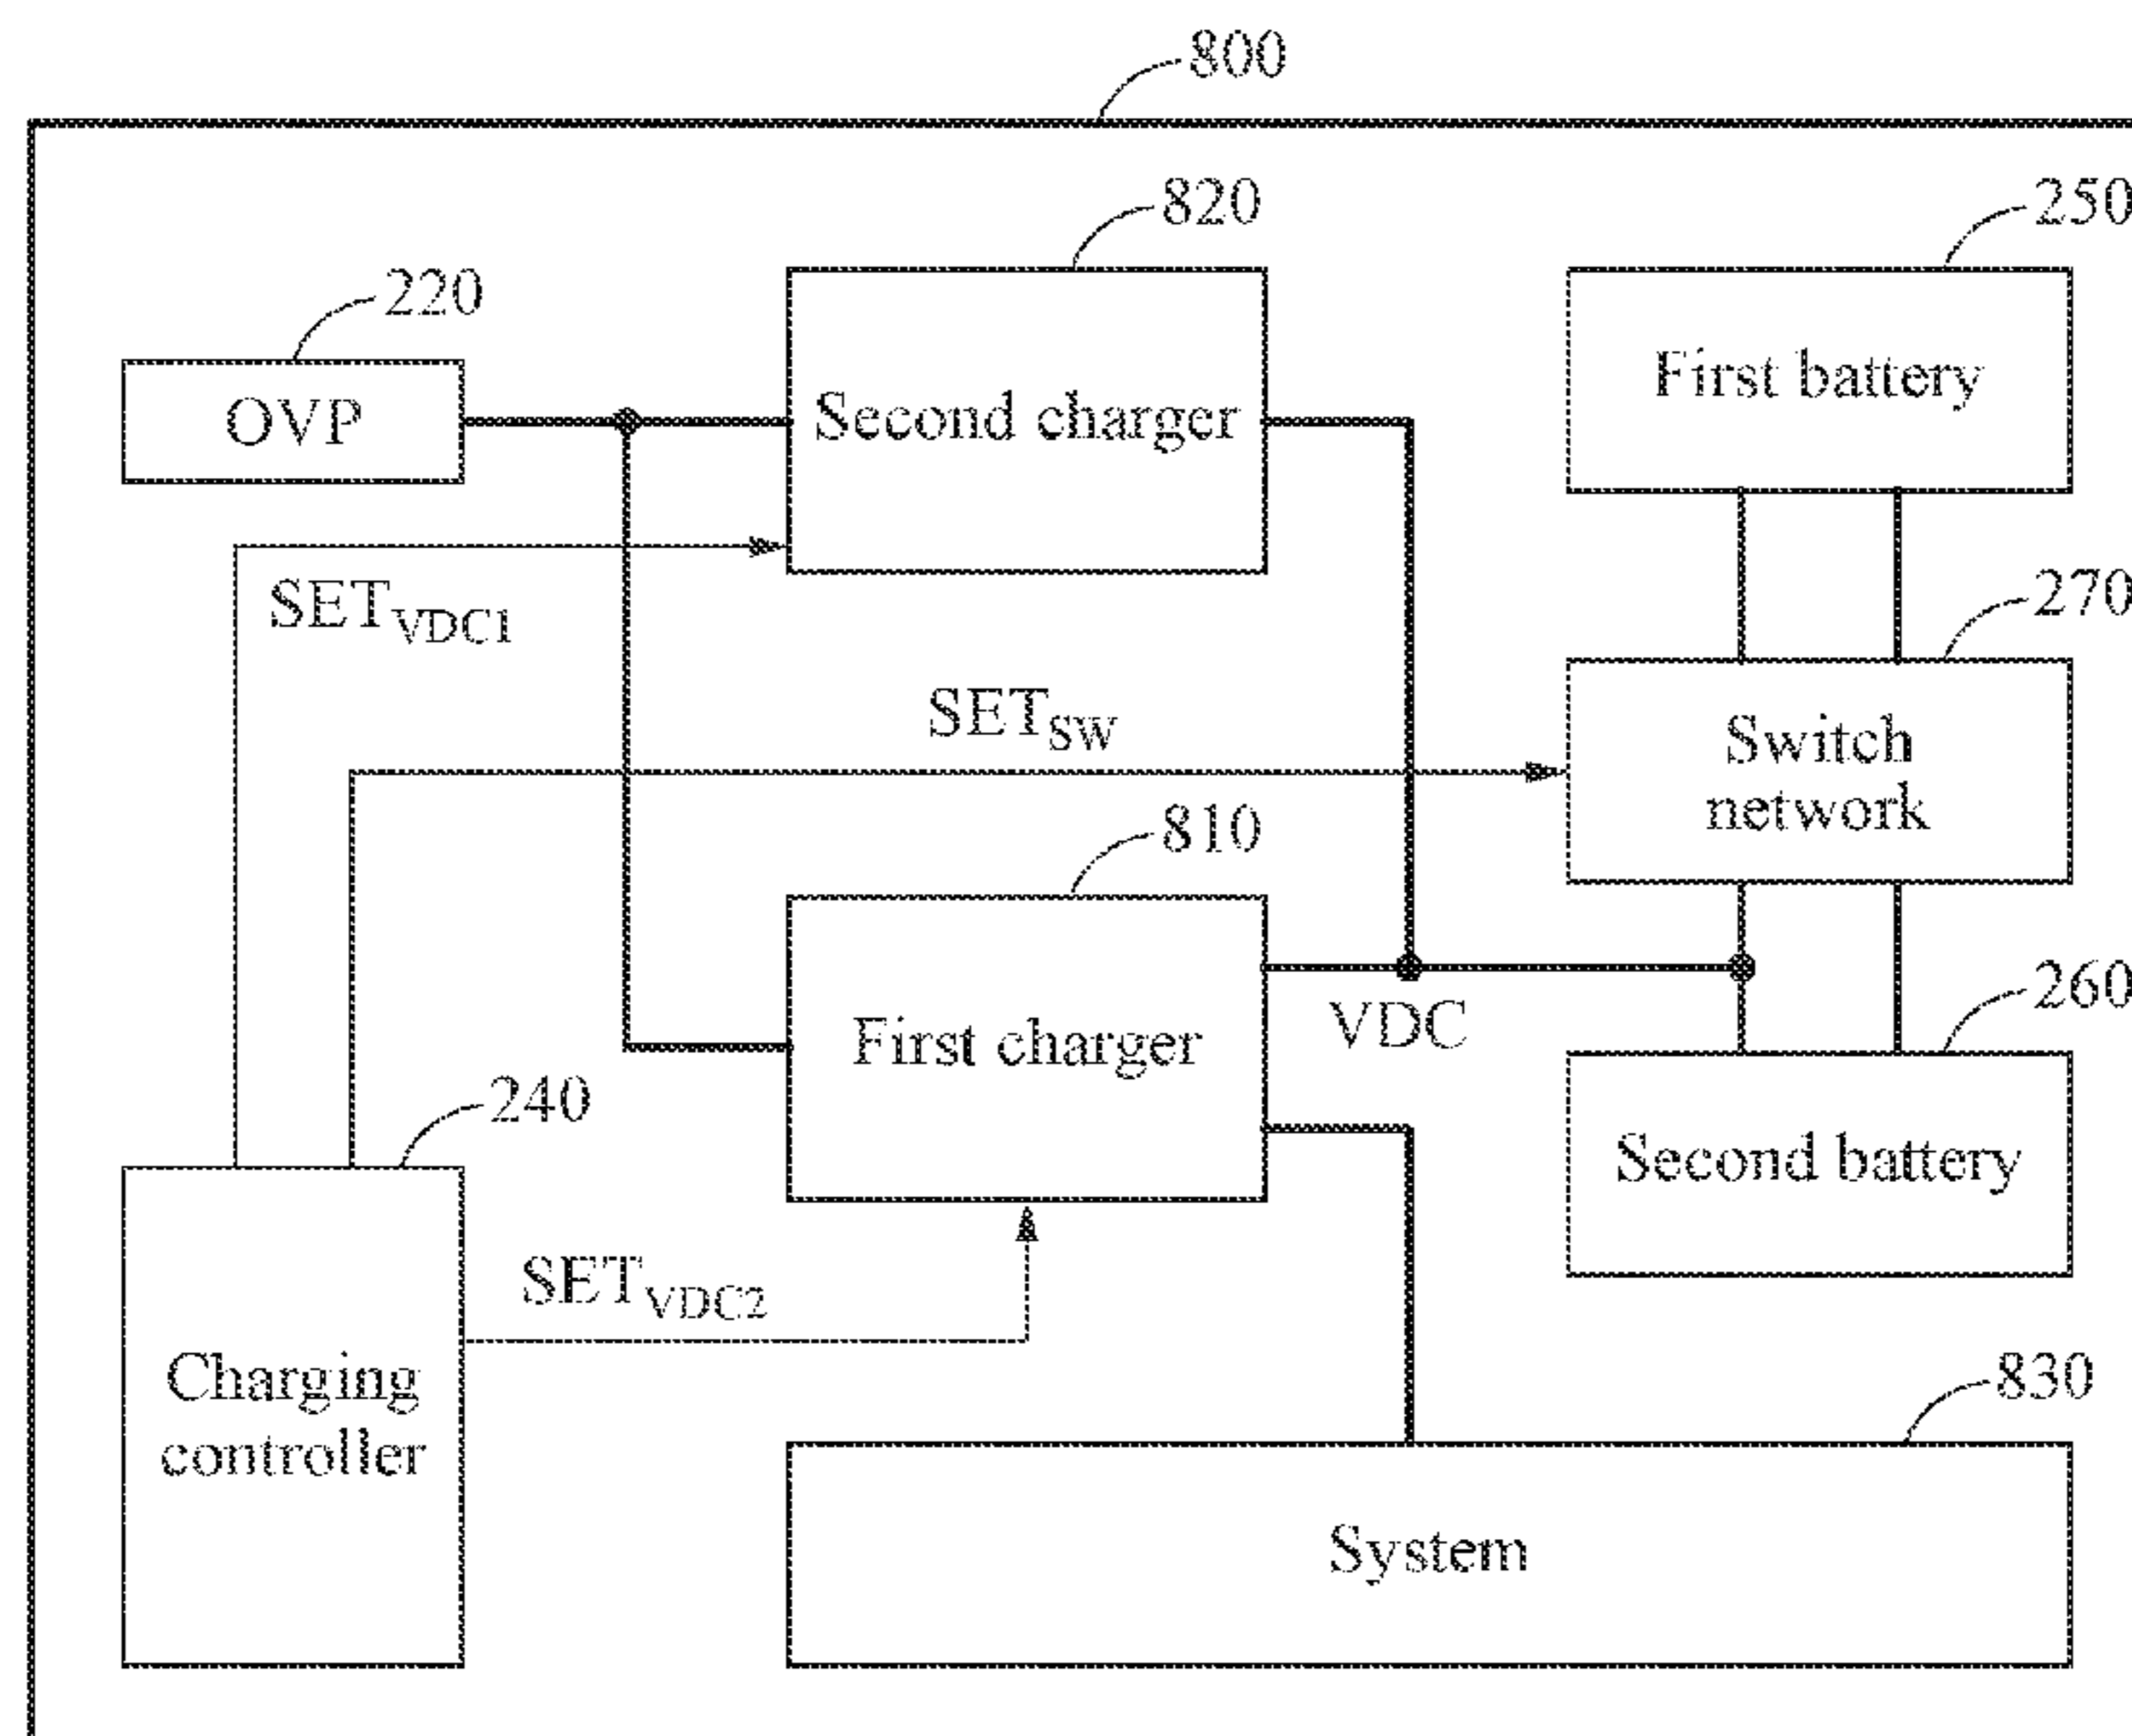 800
820
250
220
OVP
Second charger
First battery
SETVDC1
270
SETSW
Switch
network
810
First charger
VDC
260
240
Second battery
SETVDC2
Charging
controller
830
System